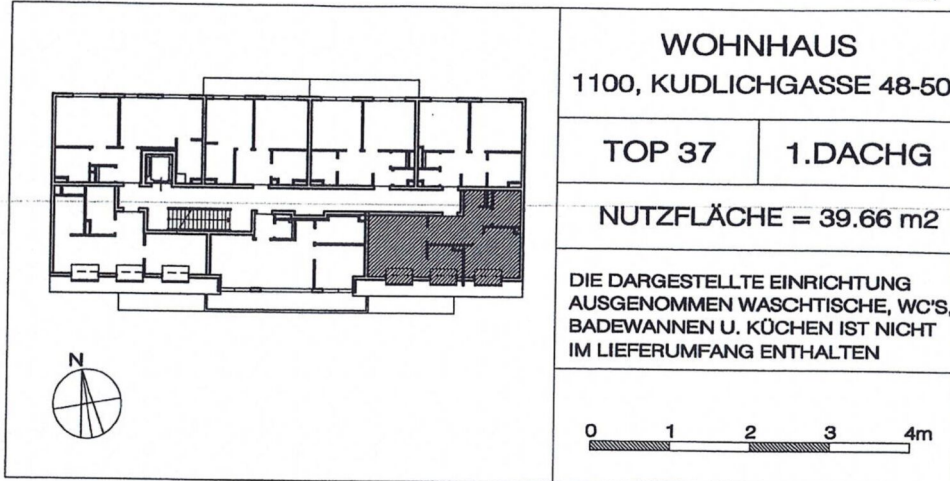 WOHNHAUS
1100, KUDLICHGASSE 48-50
TOP 37
1.DACHG
NUTZFLÄCHE = 39.66 m2
DIE DARGESTELLTE EINRICHTUNG
AUSGENOMMEN WASCHTISCHE, WC'S,
BADEWANNEN U. KÜCHEN IST NICHT
IM LIEFERUMFANG ENTHALTEN
N
0 1 2 3 4m